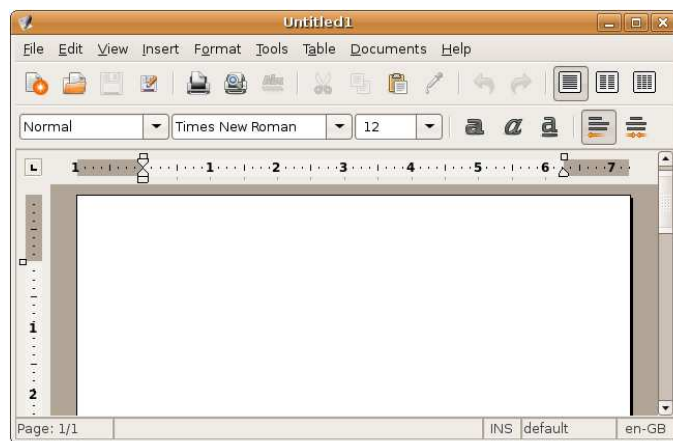 Untitled1
File Edit View Insert Format Tools Table Documents Help
Normal Times New Roman 12 a a a
1 1 2 3 4 5 6 7
1
2
Page: 1/1 INS default en-GB